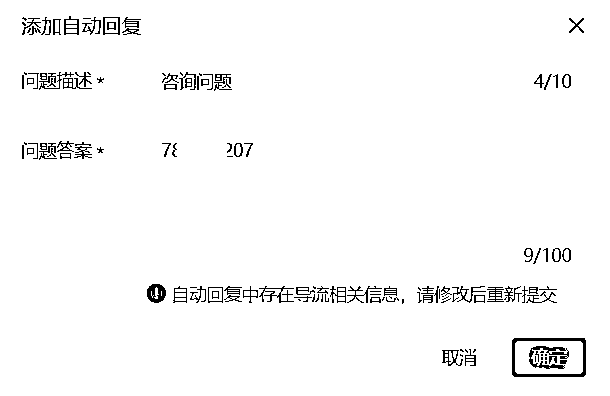 添加自动回复
问题描述 * 咨询问题 4/10
问题答案 * 78 207
9/100
自动回复中存在导流相关信息，请修改后重新提交
取消 确定